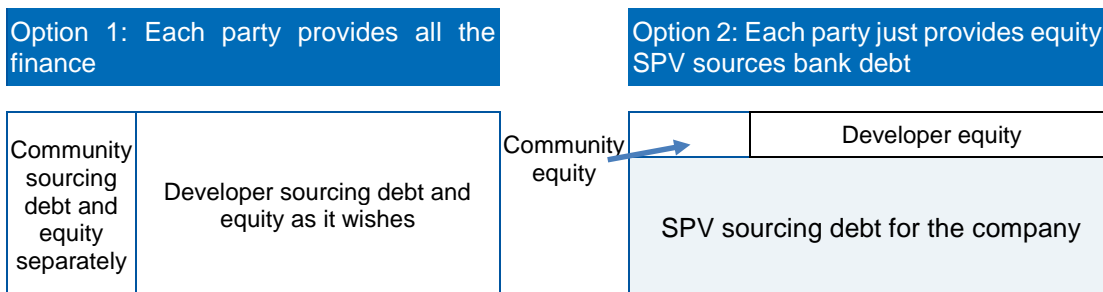 Option 1: Each party provides all the
finance
Option 2: Each party just provides equity
SPV sources bank debt
Community
sourcing
debt and
equity
separately
Developer sourcing debt and
equity as it wishes
Community
equity
Developer equity
SPV sourcing debt for the company